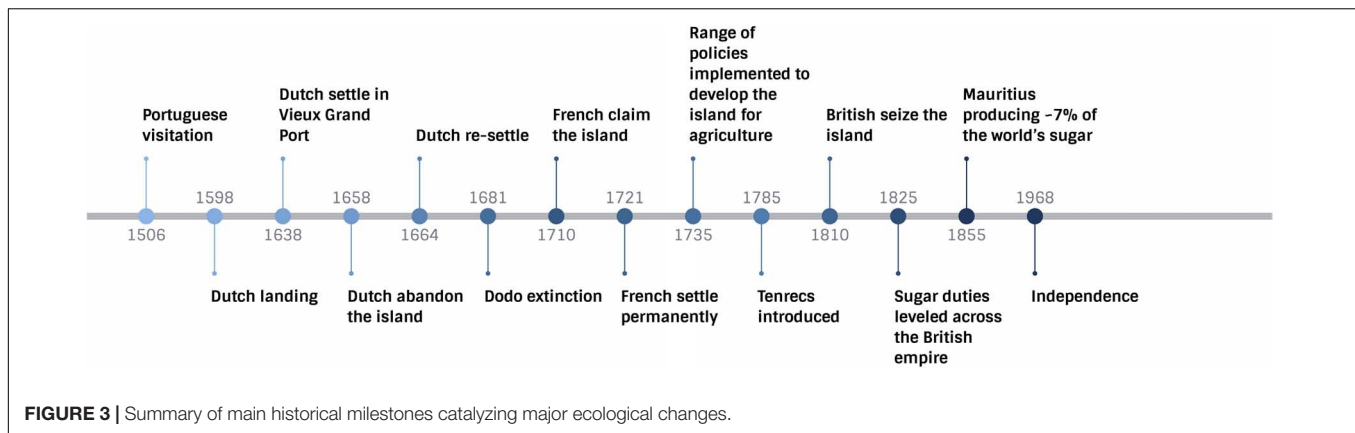 Portuguese
visitation
1506
1598
Dutch landing
Dutch settle in
Vieux Grand
Port
1638
1658
Dutch abandon
the island
Dutch re-settle
1664
1681
Dodo extinction
French claim
the island
1710
1721
French settle
permanently
Range of
policies
implemented to
develop the
island for
agriculture
1735
1785
Tenrecs
introduced
British seize the
island
1810
1825
Sugar duties
leveled across
the British
empire
Mauritius
producing ~7% of
the world's sugar
1855
1968
Independence
FIGURE 3 | Summary of main historical milestones catalyzing major ecological changes.